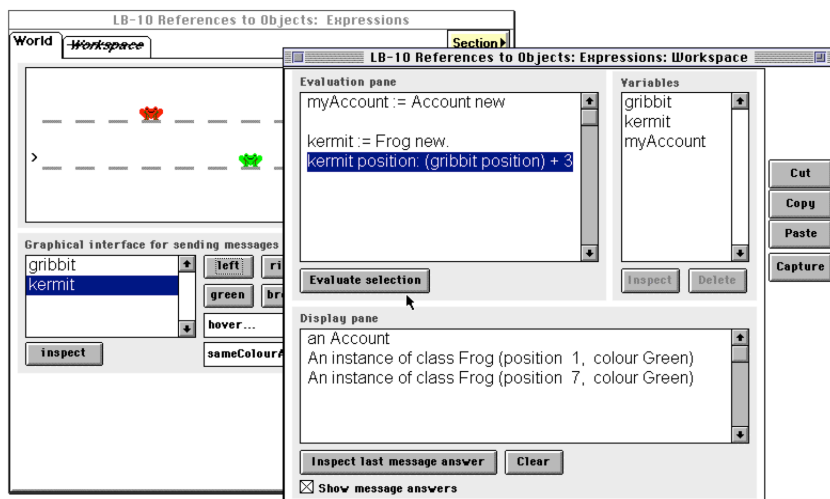 LB-10 References to Objects: Expressions
World
Workspace
Section
>
Graphical interface for sending messages
gribbit
kermit
left
ri
green
br
hover...
inspect
sameColour
LB-10 References to Objects: Expressions: Workspace
Evaluation pane
myAccount := Account new
kermit := Frog new.
kermit position: (gribbit position) + 3
Evaluate selection
Variables
gribbit
kermit
myAccount
Inspect
Delete
Cut
Copy
Paste
Capture
Display pane
an Account
An instance of class Frog (position 1, colour Green)
An instance of class Frog (position 7, colour Green)
Inspect last message answer
Clear
Show message answers